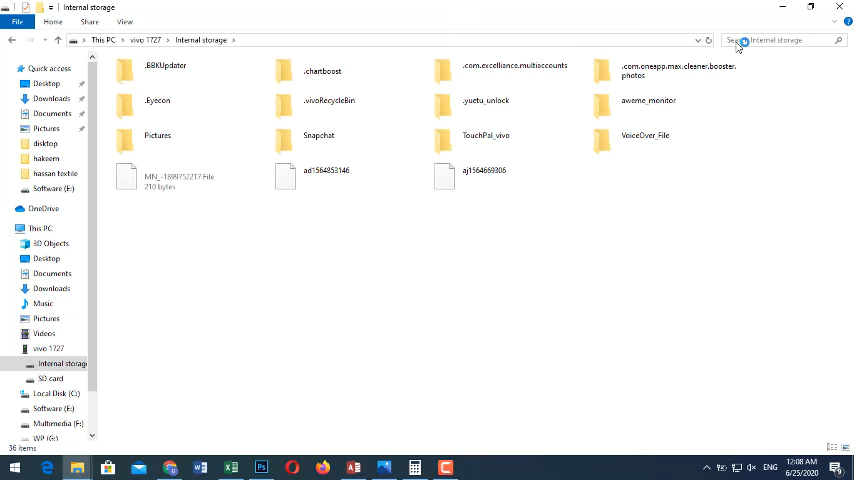 Internal storage
File Home Share View
This PC vivo 1727 Internal storage
Internal storage
Quick access
Desktop
Downloads
Documents
Pictures
disktop
hakeem
hassan textile
Software (E:)
OneDrive
This PC
3D Objects
Desktop
Documents
Downloads
Music
Pictures
Videos
vivo 1727
Internal storage
SD card
Local Disk (C:)
Software (E:)
Multimedia (F:)
WP (G:)
.BBKUpdater .chartboost .com.excelliance.multiaccounts .com.oneapp.max.cleaner.booster.
photos
.Eyecon .vivoRecycleBin .yuetu_unlock aweme_monitor
Pictures Snapchat TouchPal_vivo VoiceOver_File
MN_-1899752217 File
210 bytes
ad1564853146 aj1564669306
36 items
ENG 12:08 AM
6/25/2020
9